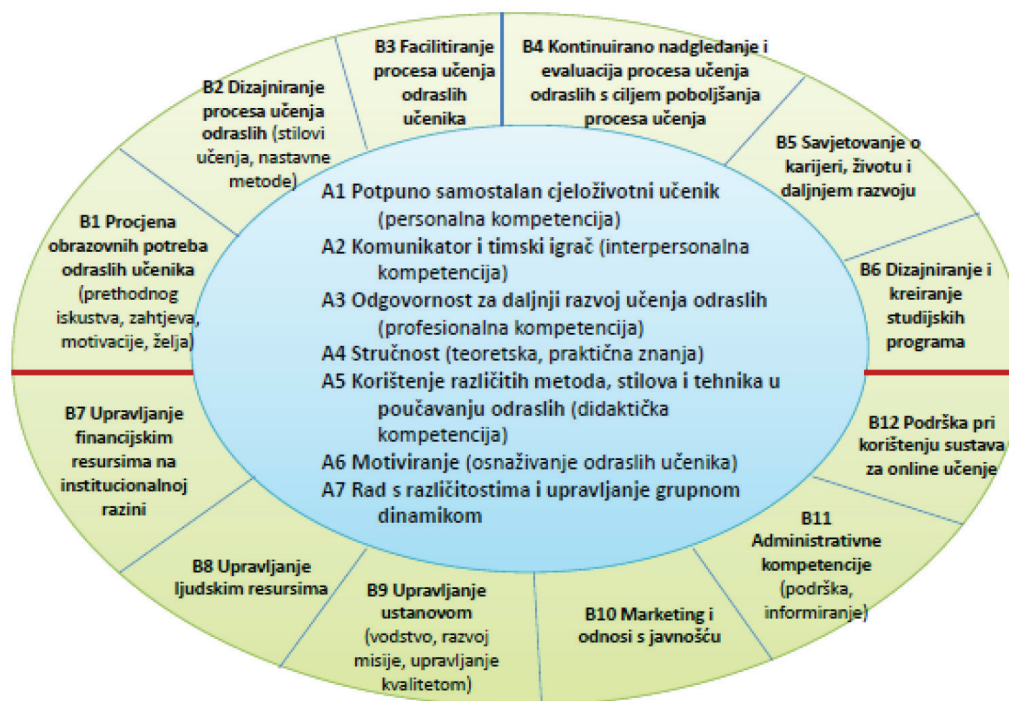 B1 Procjena
obrazovnih potreba
odraslih učenika
(prethodnog
iskustva, zahtjeva,
motivacije, želja)
B2 Dizajniranje
procesa učenja
odraslih (stilovi
učenja, nastavne
metode)
B3 Facilitiranje
procesa učenja
odraslih
učenika
B4 Kontinuirano nadgledanje i
evaluacija procesa učenja
odraslih s ciljem poboljšanja
procesa učenja
B5 Savjetovanje o
karijeri, životu i
daljnjem razvoju
B6 Dizajniranje i
kreiranje
studijskih
programa
A1 Potpuno samostalan cjeloživotni učenik
(personalna kompetencija)
A2 Komunikator i timski igrač (interpersonalna
kompetencija)
A3 Odgovornost za daljnji razvoj učenja odraslih
(profesionalna kompetencija)
A4 Stručnost (teoretska, praktična znanja)
A5 Korištenje različitih metoda, stilova i tehnika u
poučavanju odraslih (didaktička
kompetencija)
A6 Motiviranje (osnaživanje odraslih učenika)
A7 Rad s različitostima i upravljanje grupnom
dinamikom
B7 Upravljanje
financijskim
resursima na
institucionalnoj
razini
B8 Upravljanje
ljudskim resursima
B9 Upravljanje
ustanovom
(vodstvo, razvoj
misije, upravljanje
kvalitetom)
B10 Marketing i
odnosi s javnošću
B11
Administrativne
kompetencije
(podrška,
informiranje)
B12 Podrška pri
korištenju sustava
za online učenje